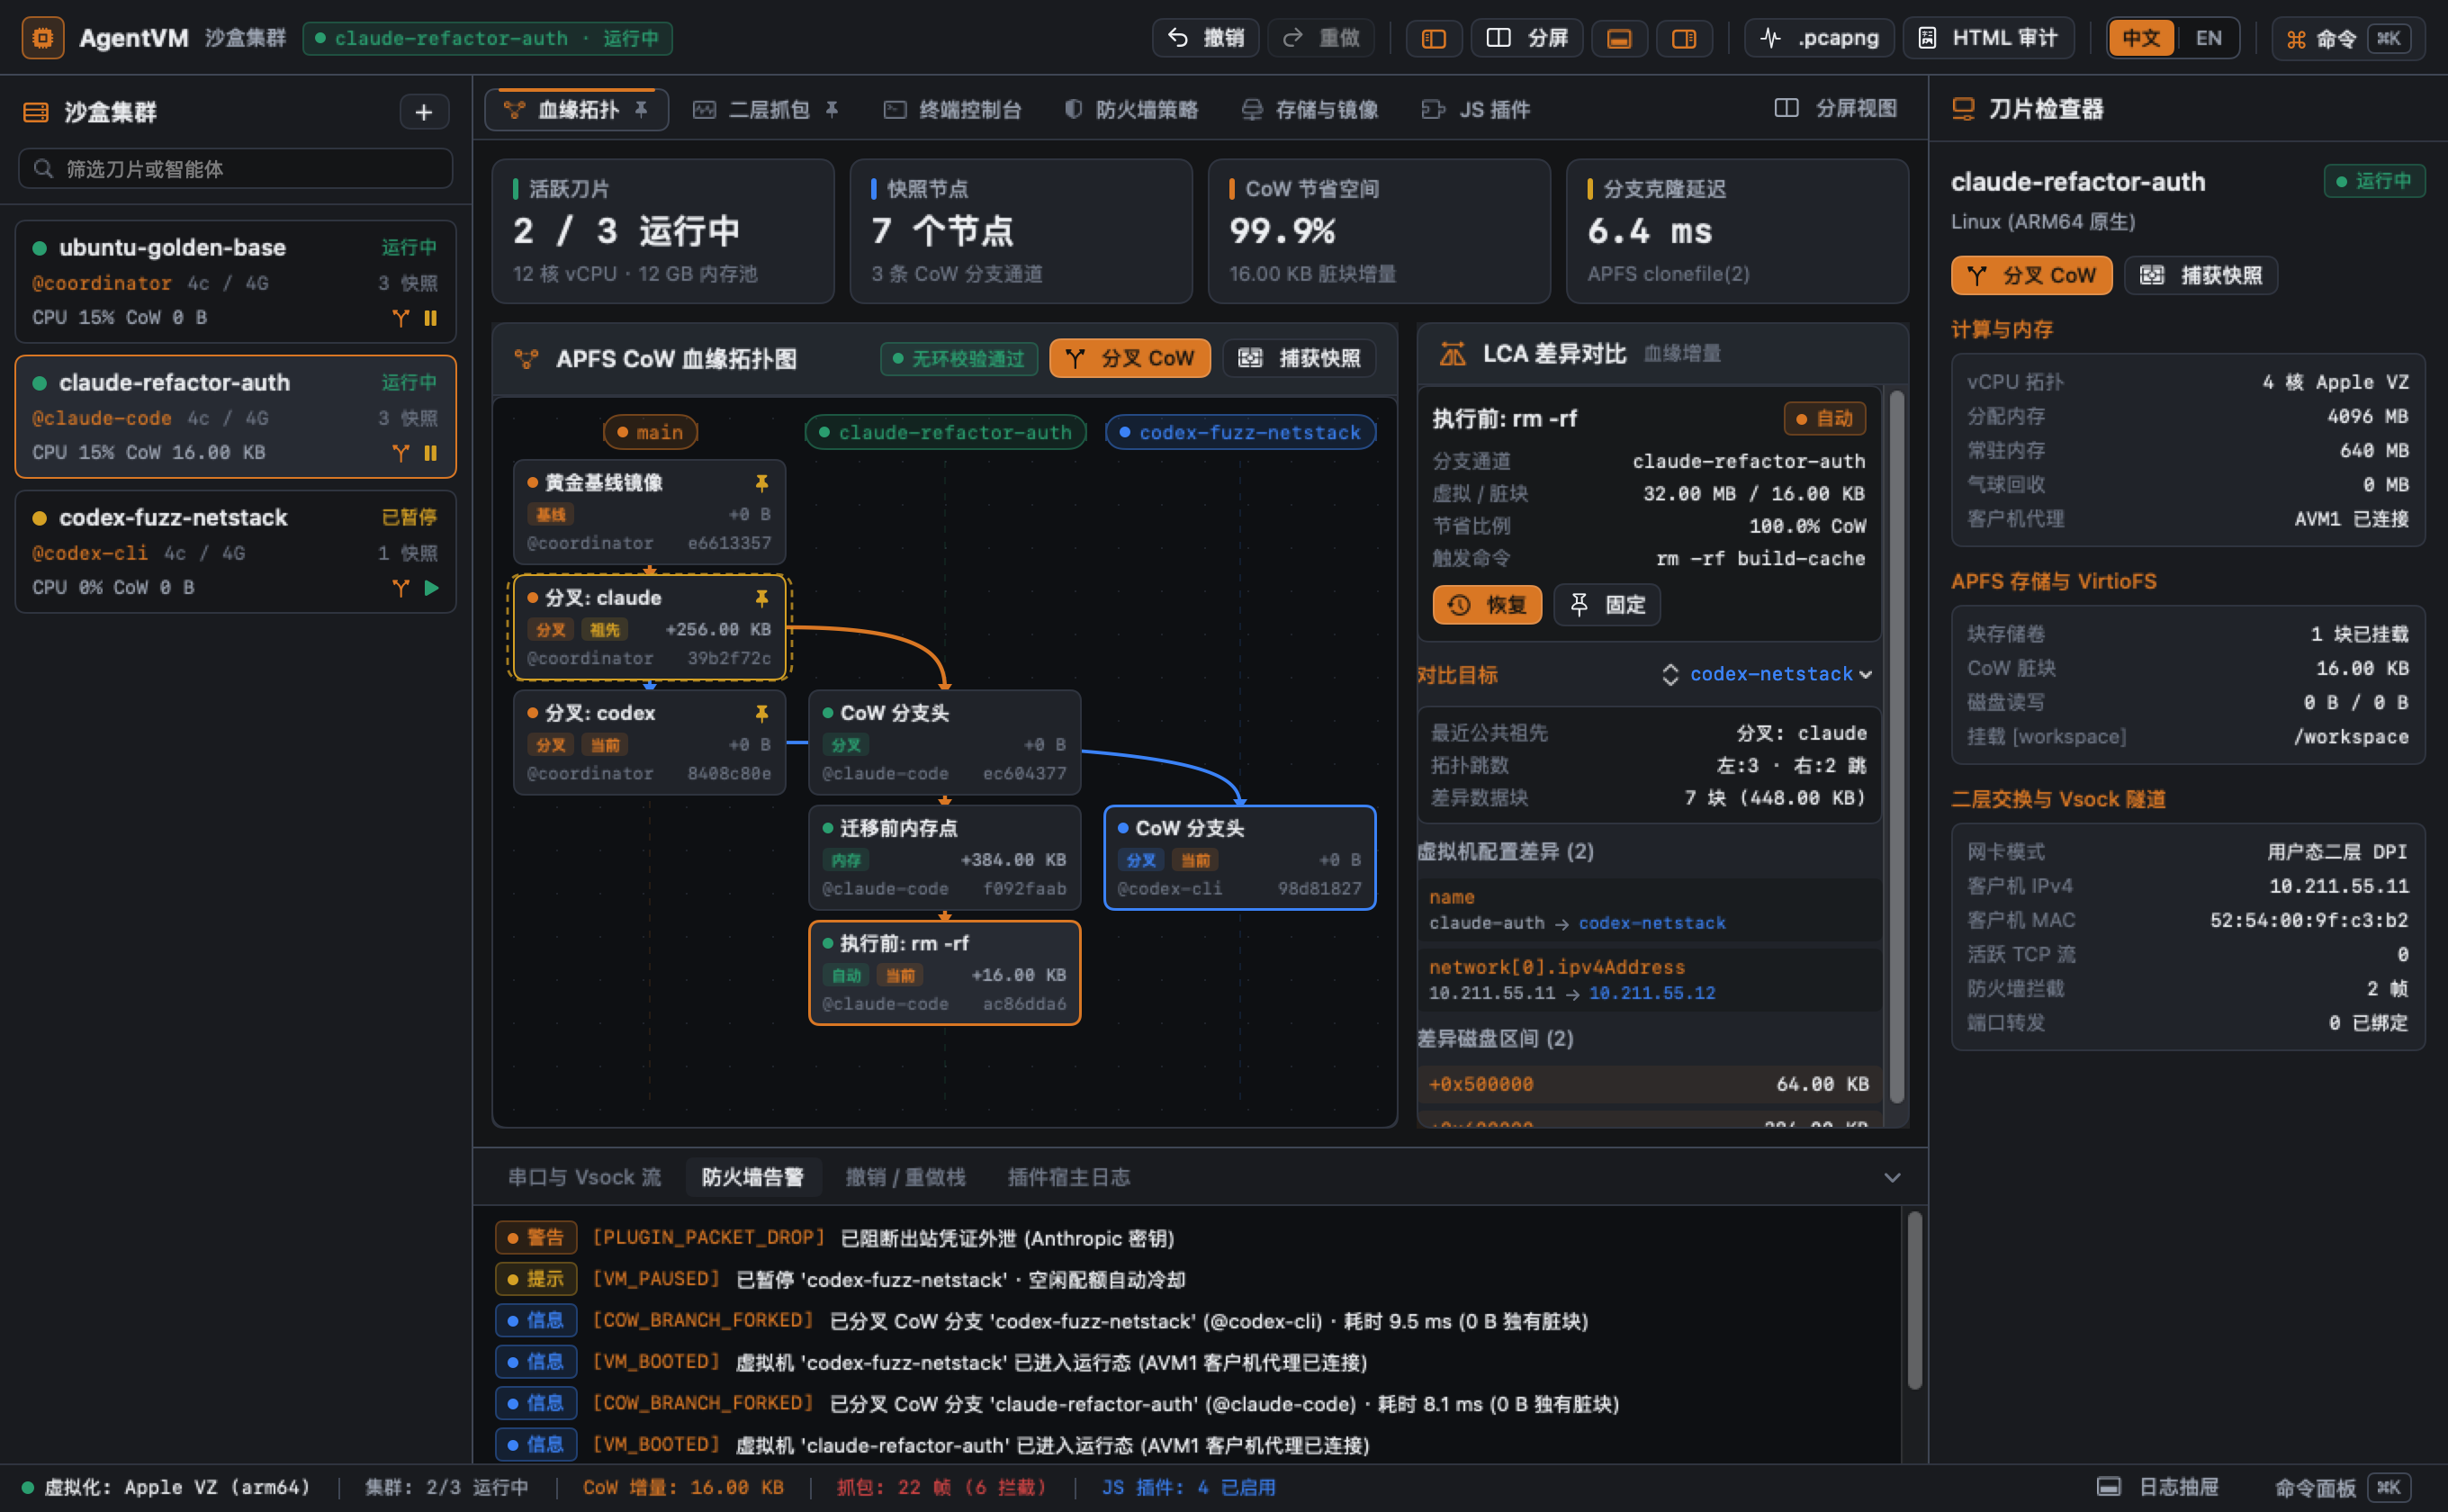 AgentVM 沙盒集群 claude-refactor-auth · 运行中 撤销 重做 分屏 .pcapng HTML 审计 中文 EN 命令 ⌘K
沙盒集群
筛选刀片或智能体
ubuntu-golden-base 运行中
@coordinator 4c / 4G 3 快照
CPU 15% CoW 0 B
claude-refactor-auth 运行中
@claude-code 4c / 4G 3 快照
CPU 15% CoW 16.00 KB
codex-fuzz-netstack 已暂停
@codex-cli 4c / 4G 1 快照
CPU 0% CoW 0 B
血缘拓扑 二层抓包 终端控制台 防火墙策略 存储与镜像 JS 插件 分屏视图
活跃刀片
2 / 3 运行中
12 核 vCPU · 12 GB 内存池
快照节点
7 个节点
3 条 CoW 分支通道
CoW 节省空间
99.9%
16.00 KB 脏块增量
分支克隆延迟
6.4 ms
APFS clonefile(2)
APFS CoW 血缘拓扑图 无环校验通过 分叉 CoW 捕获快照
main claude-refactor-auth codex-fuzz-netstack
黄金基线镜像
基线 +0 B
@coordinator e6613357
分叉: claude
分叉 祖先 +256.00 KB
@coordinator 39b2f72c
分叉: codex
分叉 当前 +0 B
@coordinator 8408c80e
CoW 分支头
分叉 +0 B
@claude-code ec604377
迁移前内存点
内存 +384.00 KB
@claude-code f092faab
CoW 分支头
分叉 当前 +0 B
@codex-cli 98d81827
执行前: rm -rf
自动 当前 +16.00 KB
@claude-code ac86dda6
LCA 差异对比 血缘增量
执行前: rm -rf 自动
分支通道 claude-refactor-auth
虚拟 / 脏块 32.00 MB / 16.00 KB
节省比例 100.0% CoW
触发命令 rm -rf build-cache
恢复 固定
对比目标 codex-netstack
最近公共祖先 分叉: claude
拓扑跳数 左:3 · 右:2 跳
差异数据块 7 块 (448.00 KB)
虚拟机配置差异 (2)
name
claude-auth → codex-netstack
network[0].ipv4Address
10.211.55.11 → 10.211.55.12
差异磁盘区间 (2)
+0x500000 64.00 KB
串口与 Vsock 流 防火墙告警 撤销 / 重做栈 插件宿主日志
警告 [PLUGIN_PACKET_DROP] 已阻断出站凭证外泄 (Anthropic 密钥)
提示 [VM_PAUSED] 已暂停 'codex-fuzz-netstack' · 空闲配额自动冷却
信息 [COW_BRANCH_FORKED] 已分叉 CoW 分支 'codex-fuzz-netstack' (@codex-cli) · 耗时 9.5 ms (0 B 独有脏块)
信息 [VM_BOOTED] 虚拟机 'codex-fuzz-netstack' 已进入运行态 (AVM1 客户机代理已连接)
信息 [COW_BRANCH_FORKED] 已分叉 CoW 分支 'claude-refactor-auth' (@claude-code) · 耗时 8.1 ms (0 B 独有脏块)
信息 [VM_BOOTED] 虚拟机 'claude-refactor-auth' 已进入运行态 (AVM1 客户机代理已连接)
刀片检查器
claude-refactor-auth 运行中
Linux (ARM64 原生)
分叉 CoW 捕获快照
计算与内存
vCPU 拓扑 4 核 Apple VZ
分配内存 4096 MB
常驻内存 640 MB
气球回收 0 MB
客户机代理 AVM1 已连接
APFS 存储与 VirtioFS
块存储卷 1 块已挂载
CoW 脏块 16.00 KB
磁盘读写 0 B / 0 B
挂载 [workspace] /workspace
二层交换与 Vsock 隧道
网卡模式 用户态二层 DPI
客户机 IPv4 10.211.55.11
客户机 MAC 52:54:00:9f:c3:b2
活跃 TCP 流 0
防火墙拦截 2 帧
端口转发 0 已绑定
虚拟化: Apple VZ (arm64) 集群: 2/3 运行中 CoW 增量: 16.00 KB 抓包: 22 帧 (6 拦截) JS 插件: 4 已启用 日志抽屉 命令面板 ⌘K